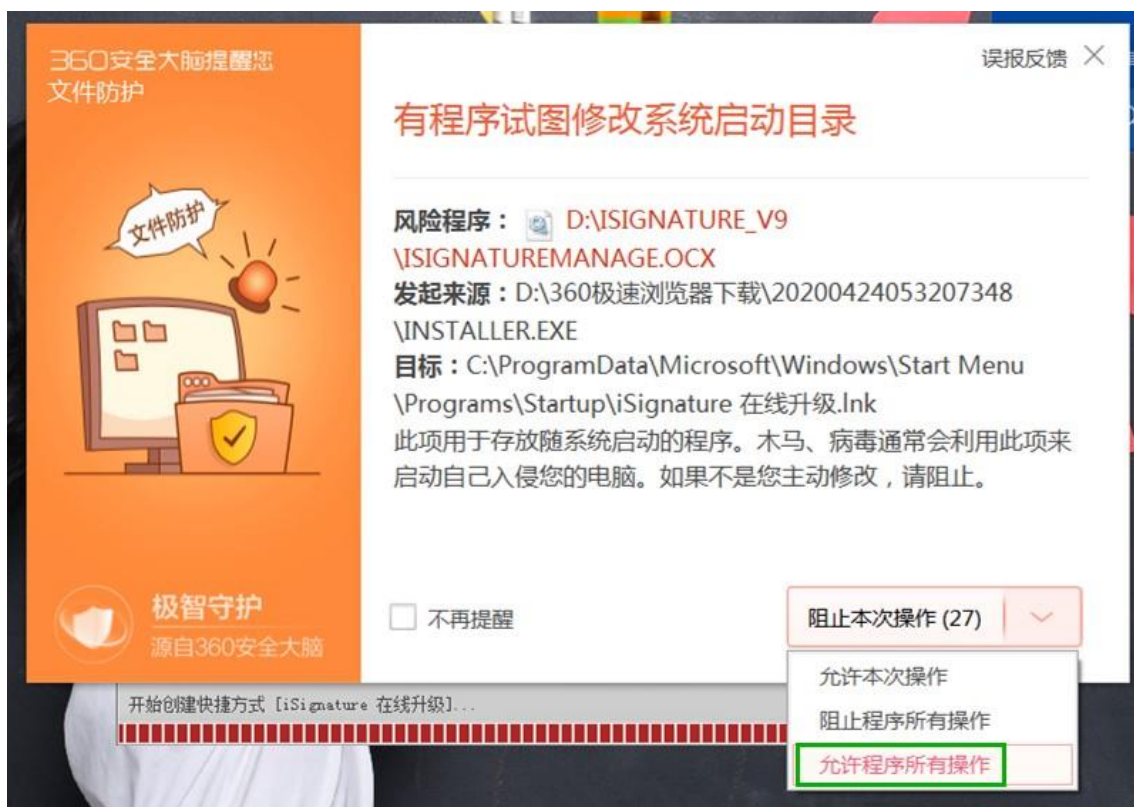 360安全大脑提醒您
文件防护
误报反馈
有程序试图修改系统启动目录
文件防护
风险程序： D:\ISIGNATURE_V9
\ISIGNATUREMANAGE.OCX
发起来源：D:\360极速浏览器下载\20200424053207348
\INSTALLER.EXE
目标：C:\ProgramData\Microsoft\Windows\Start Menu
\Programs\Startup\iSignature 在线升级.lnk
此项用于存放随系统启动的程序。木马、病毒通常会利用此项来
启动自己入侵您的电脑。如果不是您主动修改，请阻止。
极智守护
源自360安全大脑
不再提醒
阻止本次操作 (27)
允许本次操作
阻止程序所有操作
允许程序所有操作
开始创建快捷方式 [iSignature 在线升级]...